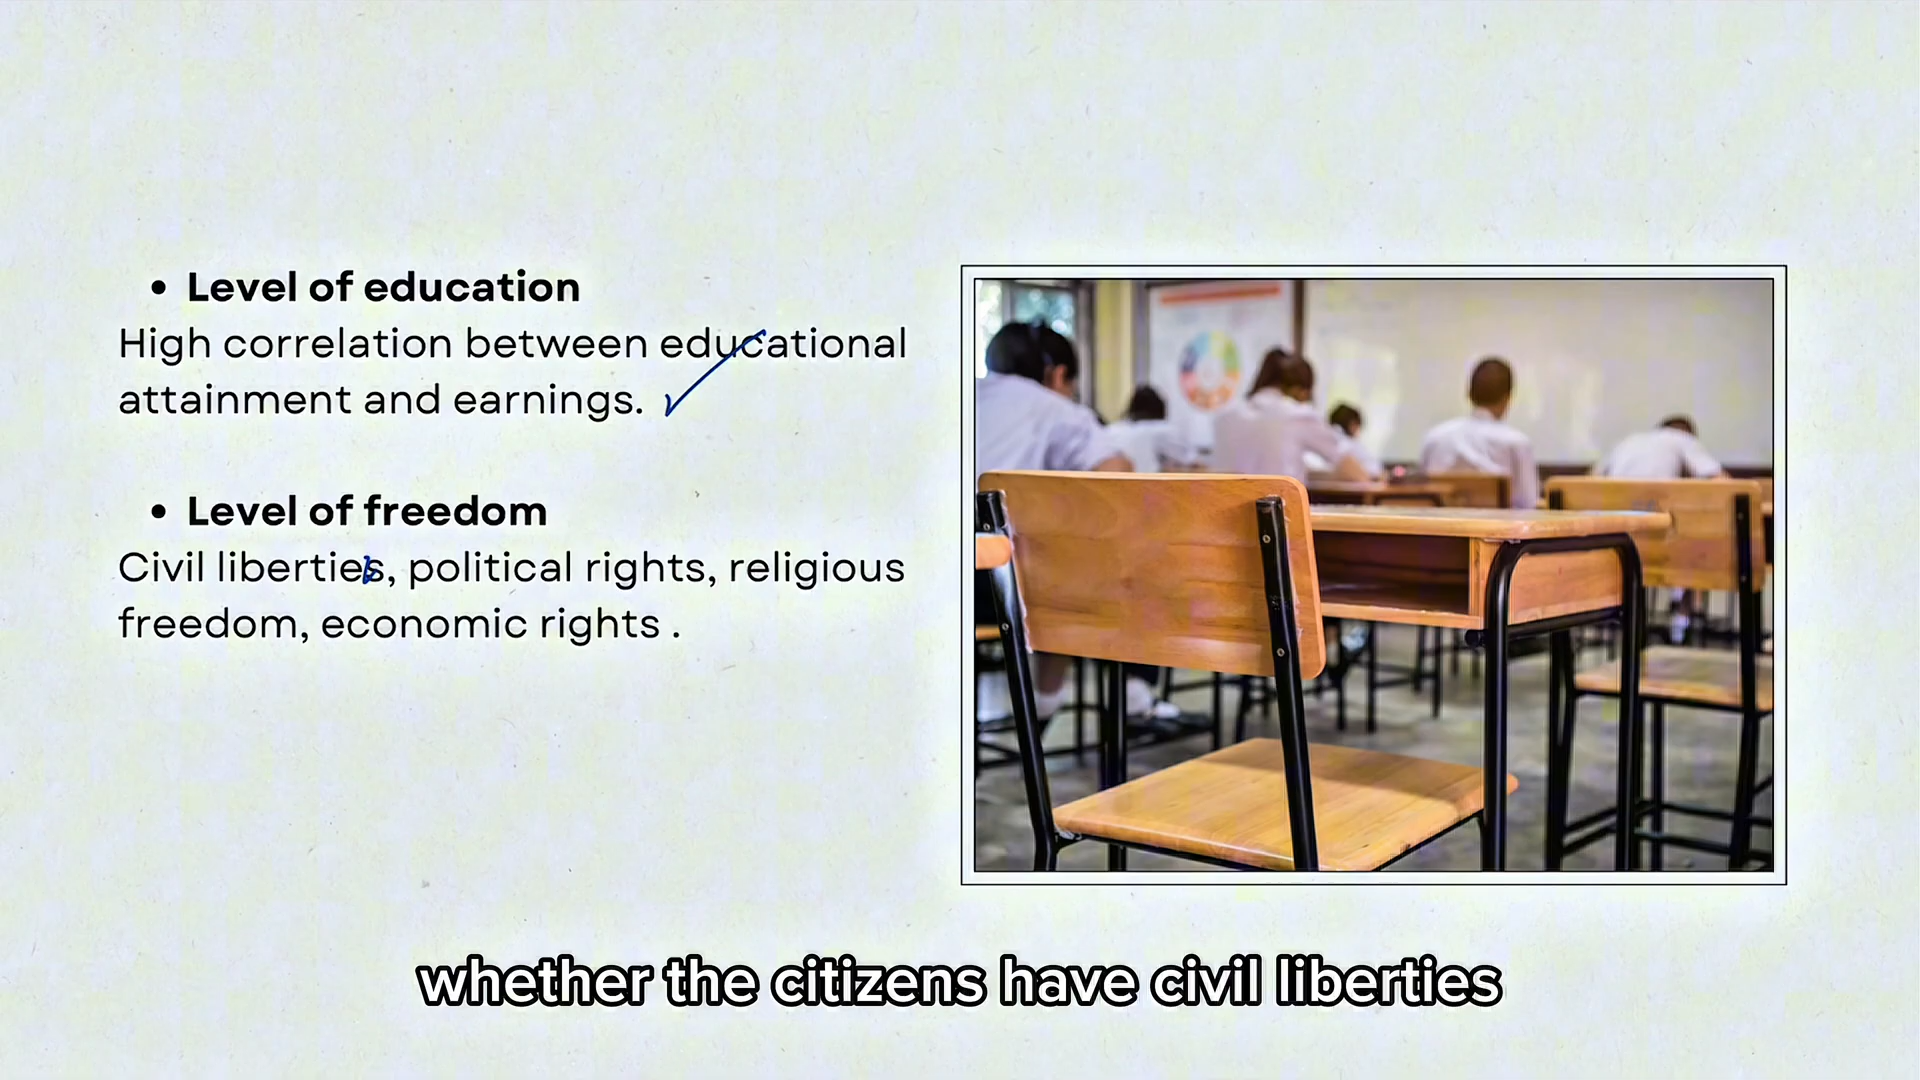 • Level of education
High correlation between educational
attainment and earnings.
• Level of freedom
Civil liberties, political rights, religious
freedom, economic rights .
whether the citizens have civil liberties